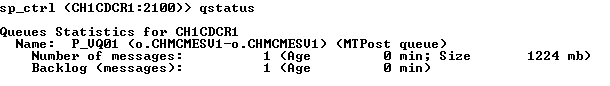 sp_ctrl (CH1CDCR1:2100)> qstatus
Queues Statistics for CH1CDCR1
Name: P_VQ01 (o.CHMCMESV1-o.CHMCMESV1) (MTPost queue)
Number of messages: 1 (Age 0 min; Size 1224 mb)
Backlog (messages): 1 (Age 0 min)